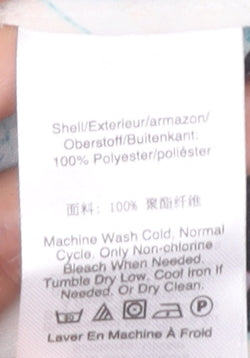 Shell/Exterieur/armazon/
Oberstoff/Buitenkant:
100% Polyester/poliéster
面料: 100% 聚酯纤维
Machine Wash Cold, Normal
Cycle. Only Non-chlorine
Bleach When Needed.
Tumble Dry Low. Cool Iron If
Needed. Or Dry Clean.
P
Laver En Machine À Froid